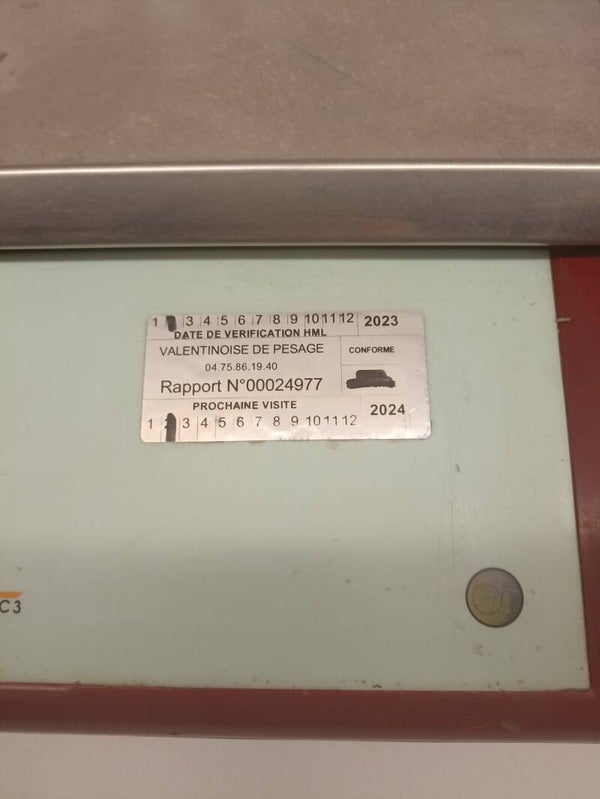 1 3 4 5 6 7 8 9 10 11 12 2023
DATE DE VERIFICATION HML
VALENTINOISE DE PESAGE CONFORME
04.75.86.19.40
Rapport N°00024977
PROCHAINE VISITE 2024
1 2 3 4 5 6 7 8 9 10 11 12
C3